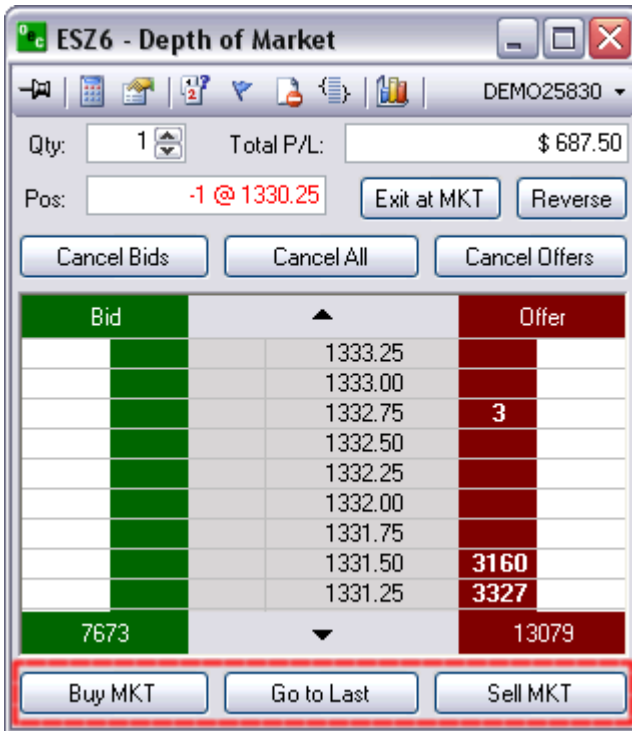 Oec ESZ6 - Depth of Market
DEMO25830
Qty: 1 Total P/L: $ 687.50
Pos: -1 @ 1330.25 Exit at MKT Reverse
Cancel Bids Cancel All Cancel Offers
Bid Offer
1333.25
1333.00
1332.75 3
1332.50
1332.25
1332.00
1331.75
1331.50 3160
1331.25 3327
7673 13079
Buy MKT Go to Last Sell MKT